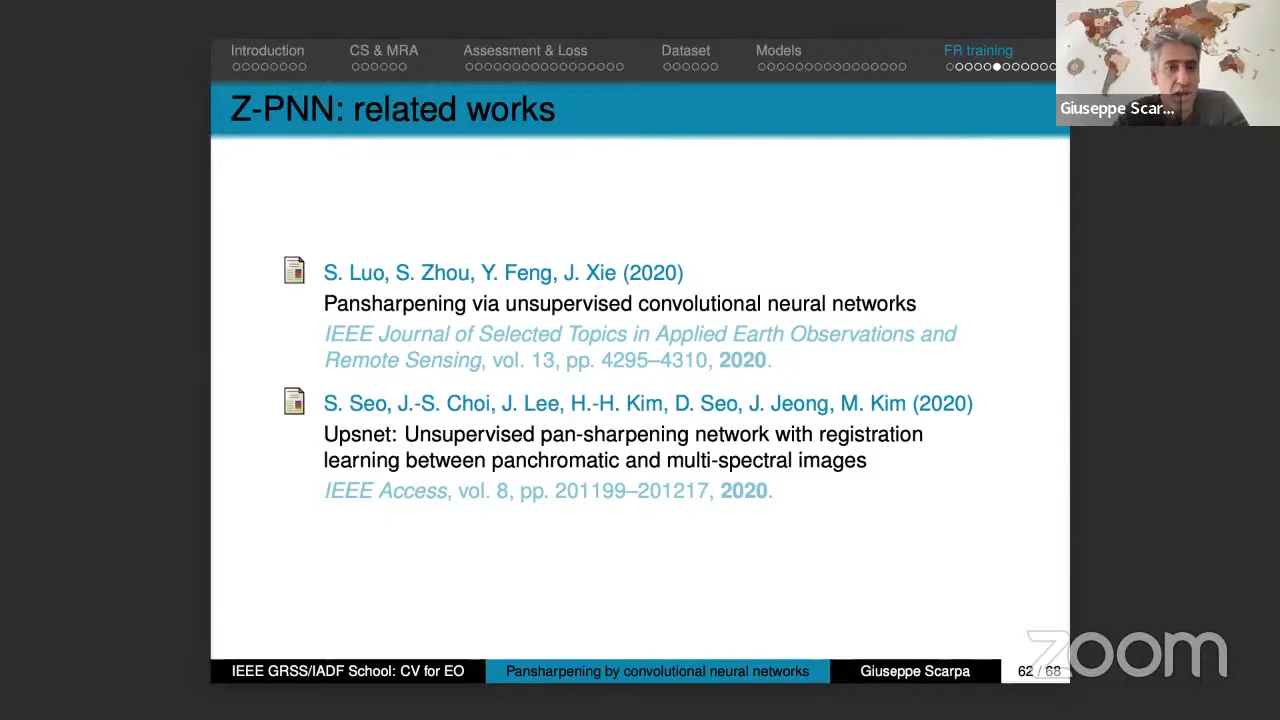 Introduction CS & MRA Assessment & Loss Dataset Models FR training
Z-PNN: related works
Giuseppe Scar...
S. Luo, S. Zhou, Y. Feng, J. Xie (2020)
Pansharpening via unsupervised convolutional neural networks
IEEE Journal of Selected Topics in Applied Earth Observations and
Remote Sensing, vol. 13, pp. 4295–4310, 2020.
S. Seo, J.-S. Choi, J. Lee, H.-H. Kim, D. Seo, J. Jeong, M. Kim (2020)
Upsnet: Unsupervised pan-sharpening network with registration
learning between panchromatic and multi-spectral images
IEEE Access, vol. 8, pp. 201199–201217, 2020.
zoom
IEEE GRSS/IADF School: CV for EO Pansharpening by convolutional neural networks Giuseppe Scarpa 62 / 68